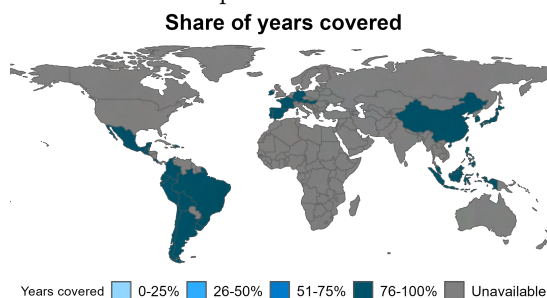 Share of years covered
Years covered 0-25% 26-50% 51-75% 76-100% Unavailable